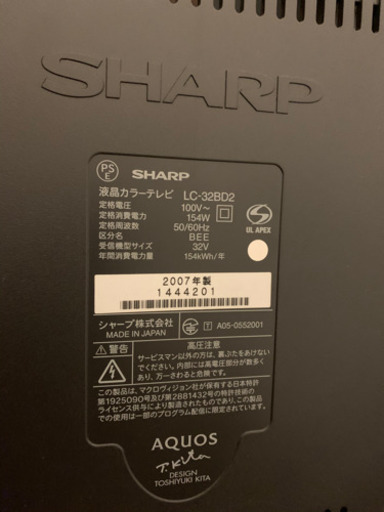 SHARP
PS
E
SHARP
液晶カラーテレビ LC-32BD2
定格電圧 100V~
定格消費電力 154W
定格周波数 50/60Hz
区分名 BEE
受信機型サイズ 32V
年間消費電力量 154kWh/年
UL APEX
2007年製
1444201
シャープ株式会社
MADE IN JAPAN
T A05-0552001
警告 高圧注意
サービスマン以外の方は、裏ぶたをあけない
でください。内部には高電圧部分が数多く
あり、万一さわると危険です。
この製品は、マクロヴィジョン社が保有する日本特許
第1925090号及び第2881432号の特許の
ライセンス供与により製造されました。この製品で
の使用は一部のプログラム配信に限定されています。
AQUOS
T. Kita
DESIGN
TOSHIYUKI KITA